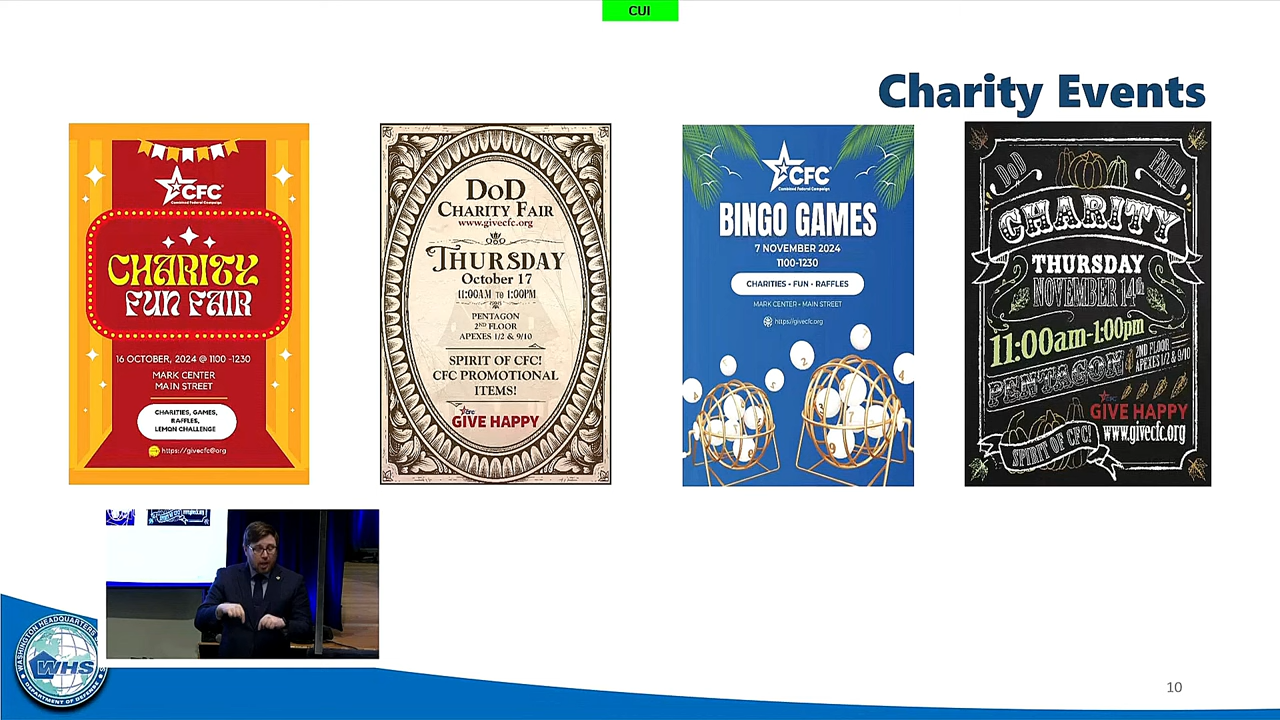 CUI
Charity Events
CFC
Combined Federal Campaign
CHARITY
FUN FAIR
16 OCTOBER, 2024 @ 1100 -1230
MARK CENTER
MAIN STREET
CHARITIES, GAMES,
RAFFLES,
LEMON CHALLENGE
https://givecfc@org
DoD
CHARITY FAIR
www.givecfc.org
THURSDAY
October 17
11:00AM TO 1:00PM
PENTAGON
2ND FLOOR
APEXES 1/2 & 9/10
SPIRIT OF CFC!
CFC PROMOTIONAL
ITEMS!
CFC
GIVE HAPPY
CFC
Combined Federal Campaign
BINGO GAMES
7 NOVEMBER 2024
1100-1230
CHARITIES • FUN • RAFFLES
MARK CENTER • MAIN STREET
https://givecfc.org
DoD
FAIR
CHARITY
THURSDAY
NOVEMBER 14th
11:00am-1:00pm
2ND FLOOR
APEXES 1/2 & 9/10
PENTAGON
CFC
GIVE HAPPY
SPIRIT OF CFC!
www.givecfc.org
WASHINGTON HEADQUARTERS
WHS
DEPARTMENT OF DEFENSE
10